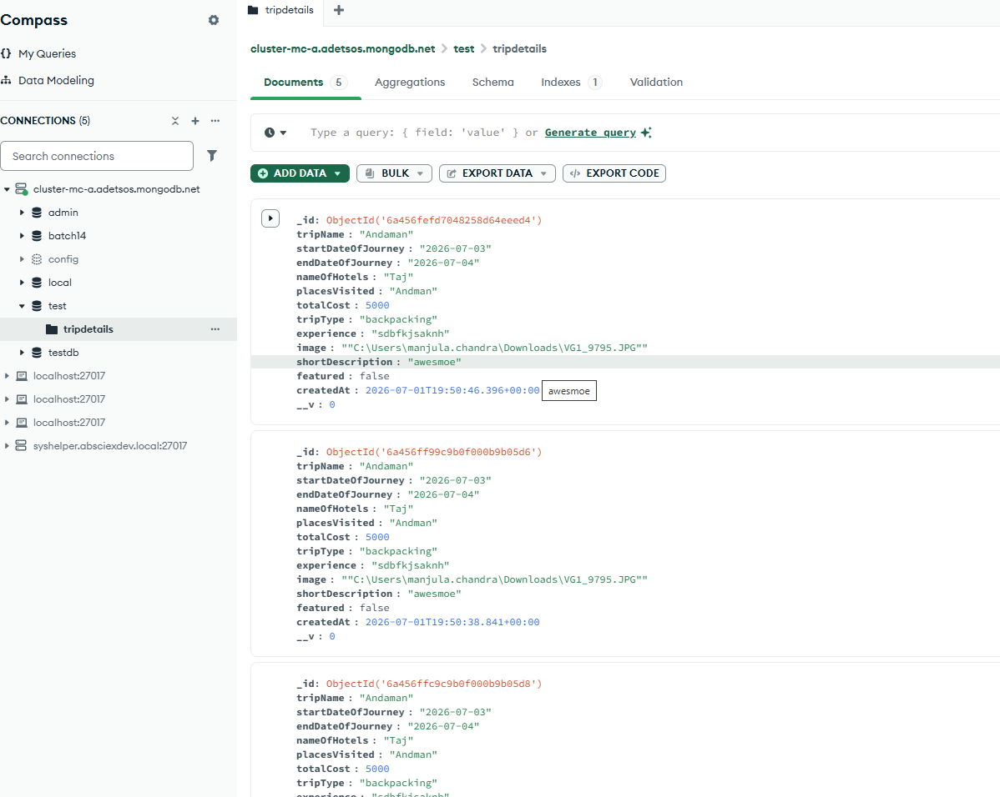 Compass
My Queries
Data Modeling
CONNECTIONS (5)
Search connections
cluster-mc-a.adetsos.mongodb.net
admin
batch14
config
local
test
tripdetails
testdb
localhost:27017
localhost:27017
localhost:27017
syshelper.absciexdev.local:27017
tripdetails
cluster-mc-a.adetsos.mongodb.net > test > tripdetails
Documents 5 Aggregations Schema Indexes 1 Validation
Type a query: { field: 'value' } or Generate query
ADD DATA BULK EXPORT DATA EXPORT CODE
_id: ObjectId('6a456fefd7048258d64eeed4')
tripName : "Andaman"
startDateOfJourney : "2026-07-03"
endDateOfJourney : "2026-07-04"
nameOfHotels : "Taj"
placesVisited : "Andman"
totalCost : 5000
tripType : "backpacking"
experience : "sdbfkjsaknh"
image : ""C:\Users\manjula.chandra\Downloads\VG1_9795.JPG""
shortDescription : "awesmoe"
featured : false
createdAt : 2026-07-01T19:50:46.396+00:00
awesmoe
__v : 0
_id: ObjectId('6a456ff99c9b0f000b9b05d6')
tripName : "Andaman"
startDateOfJourney : "2026-07-03"
endDateOfJourney : "2026-07-04"
nameOfHotels : "Taj"
placesVisited : "Andman"
totalCost : 5000
tripType : "backpacking"
experience : "sdbfkjsaknh"
image : ""C:\Users\manjula.chandra\Downloads\VG1_9795.JPG""
shortDescription : "awesmoe"
featured : false
createdAt : 2026-07-01T19:50:38.841+00:00
__v : 0
_id: ObjectId('6a456ffc9c9b0f000b9b05d8')
tripName : "Andaman"
startDateOfJourney : "2026-07-03"
endDateOfJourney : "2026-07-04"
nameOfHotels : "Taj"
placesVisited : "Andman"
totalCost : 5000
tripType : "backpacking"
experience : "sdbfkjsaknh"